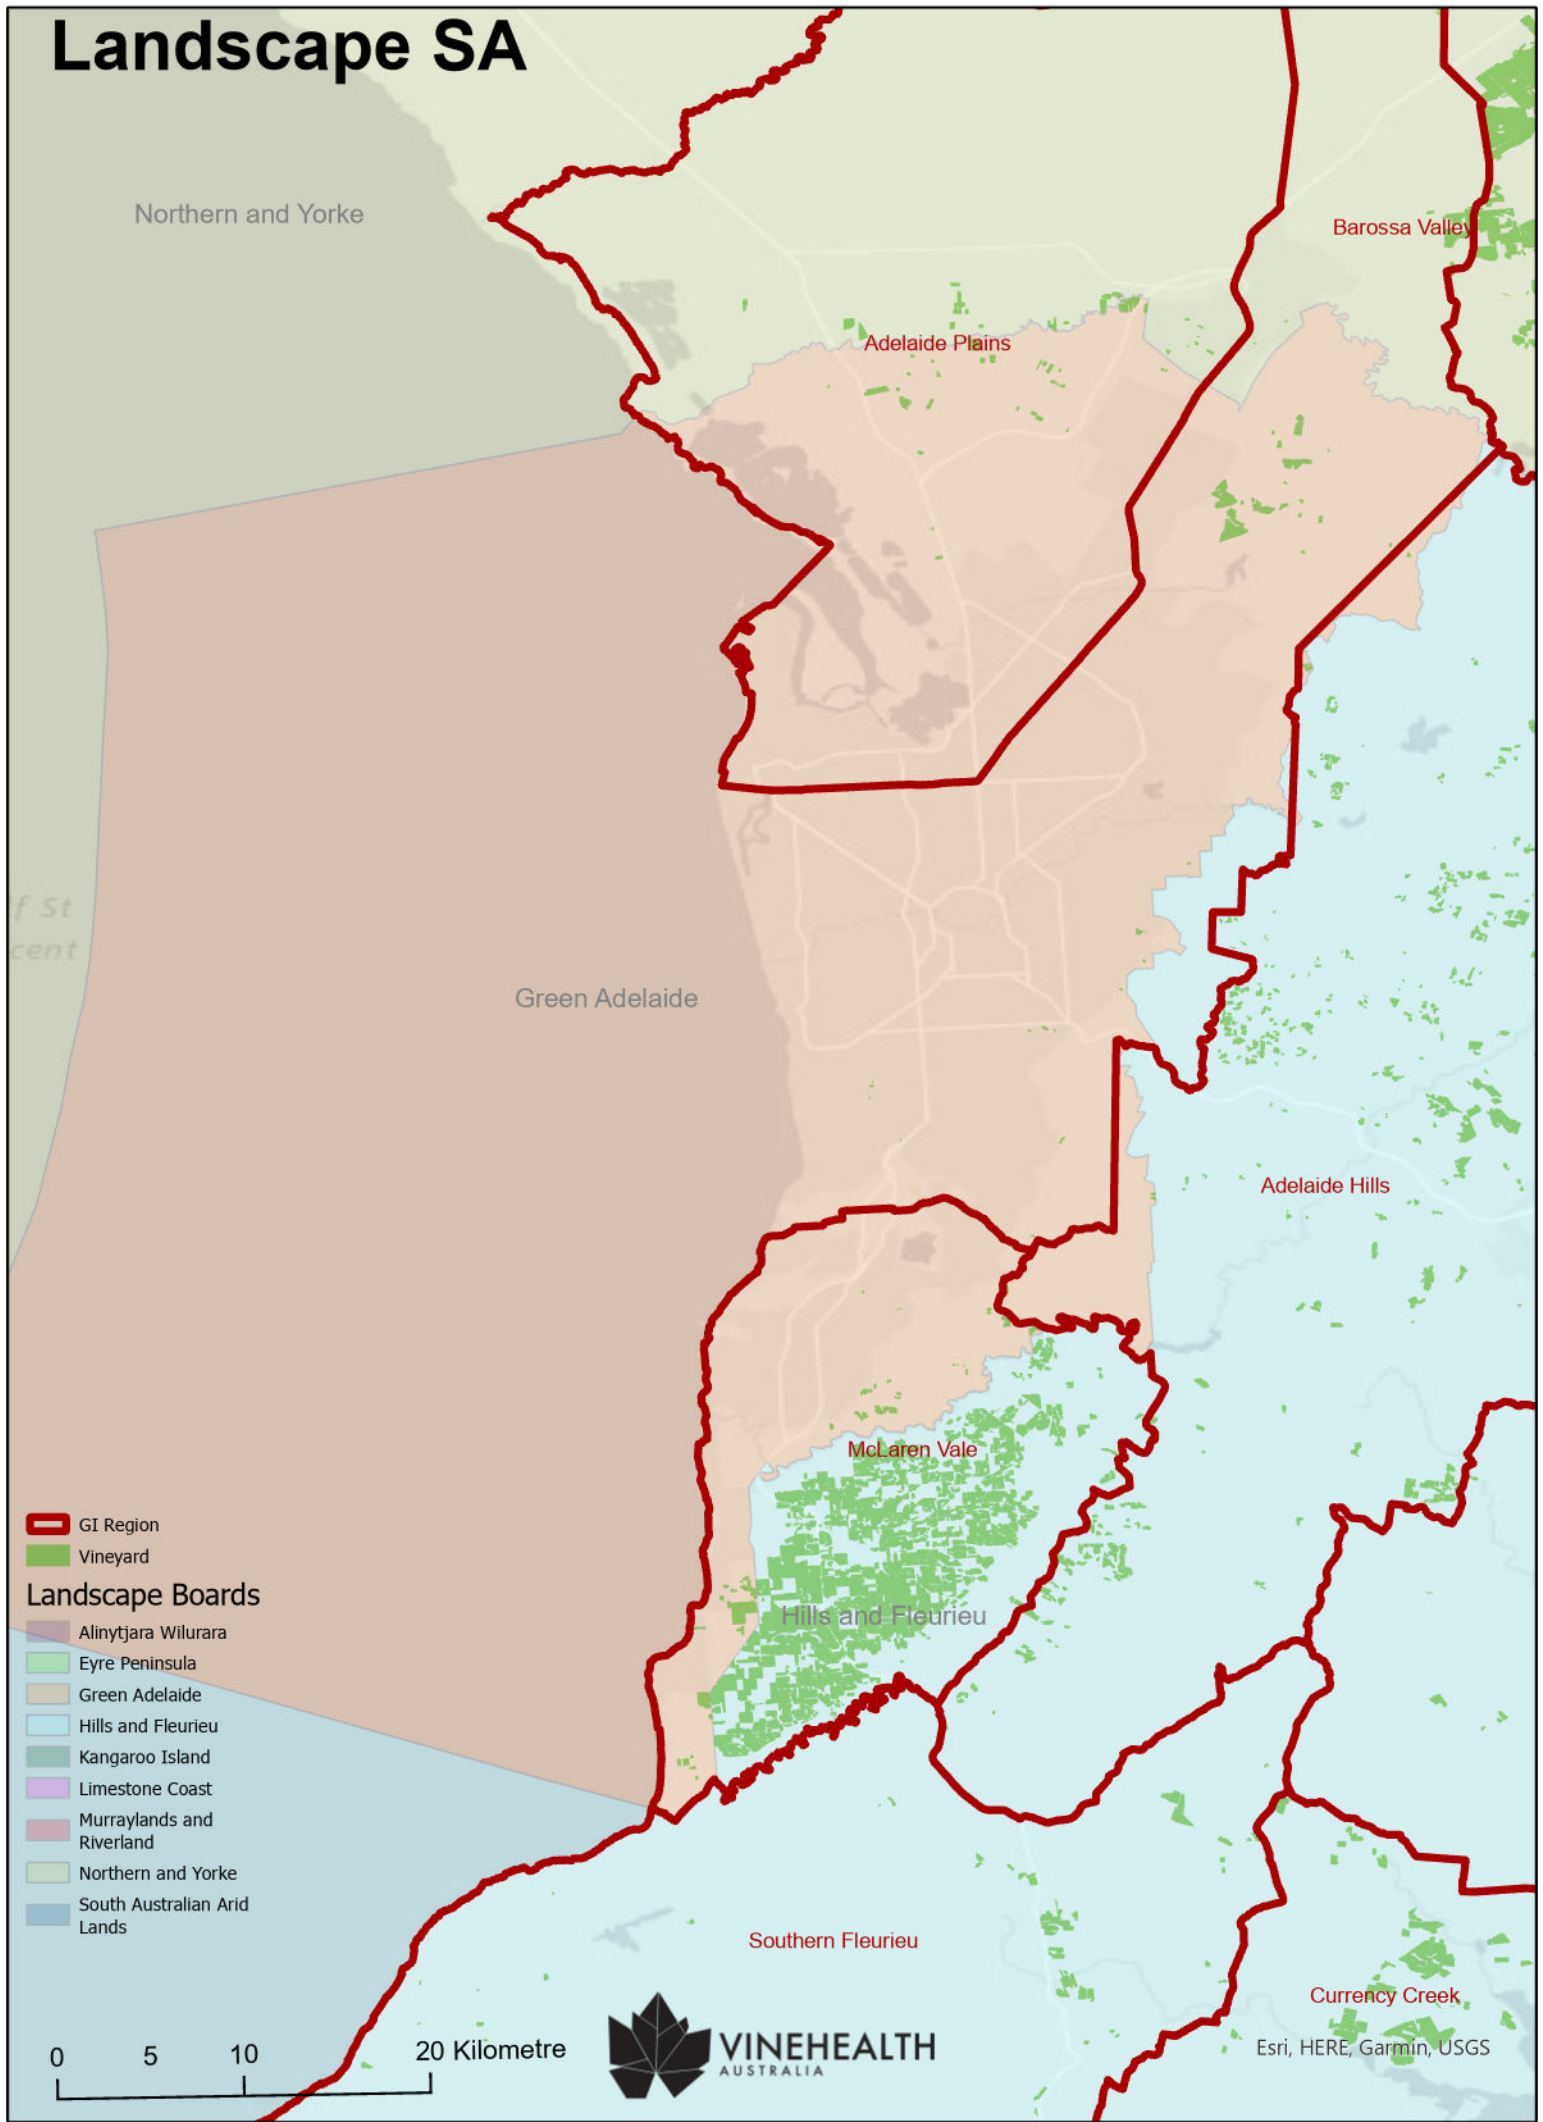 Landscape SA
Northern and Yorke
Barossa Valley
Adelaide Plains
lf St
cent
Green Adelaide
Adelaide Hills
McLaren Vale
Hills and Fleurieu
GI Region
Vineyard
Landscape Boards
Alinytjara Wilurara
Eyre Peninsula
Green Adelaide
Hills and Fleurieu
Kangaroo Island
Limestone Coast
Murraylands and
Riverland
Northern and Yorke
South Australian Arid
Lands
Southern Fleurieu
Currency Creek
Esri, HERE, Garmin, USGS
0 5 10 20 Kilometre
VINEHEALTH
AUSTRALIA